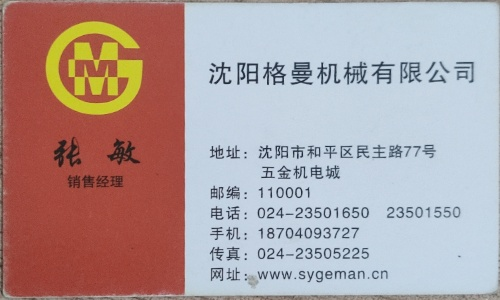 GM
张敏
销售经理
沈阳格曼机械有限公司
地址：沈阳市和平区民主路77号
五金机电城
邮编：110001
电话：024-23501650 23501550
手机：18704093727
传真：024-23505225
网址：www.sygeman.cn